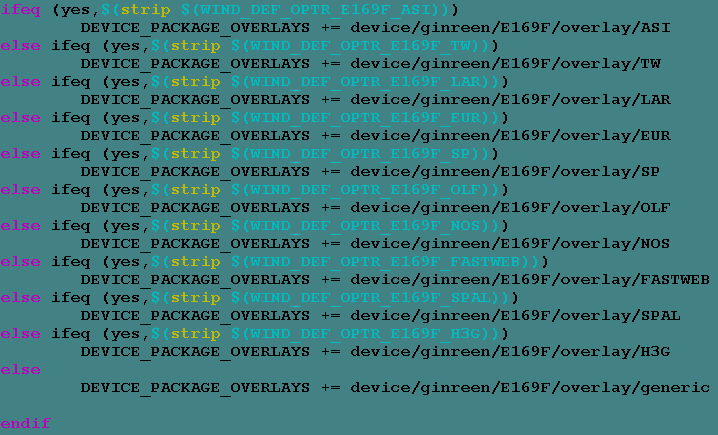 ifeq (yes,$(strip $(WIND_DEF_OPTR_E169F_ASI)))
DEVICE_PACKAGE_OVERLAYS += device/ginreen/E169F/overlay/ASI
else ifeq (yes,$(strip $(WIND_DEF_OPTR_E169F_TW)))
DEVICE_PACKAGE_OVERLAYS += device/ginreen/E169F/overlay/TW
else ifeq (yes,$(strip $(WIND_DEF_OPTR_E169F_LAR)))
DEVICE_PACKAGE_OVERLAYS += device/ginreen/E169F/overlay/LAR
else ifeq (yes,$(strip $(WIND_DEF_OPTR_E169F_EUR)))
DEVICE_PACKAGE_OVERLAYS += device/ginreen/E169F/overlay/EUR
else ifeq (yes,$(strip $(WIND_DEF_OPTR_E169F_SP)))
DEVICE_PACKAGE_OVERLAYS += device/ginreen/E169F/overlay/SP
else ifeq (yes,$(strip $(WIND_DEF_OPTR_E169F_OLF)))
DEVICE_PACKAGE_OVERLAYS += device/ginreen/E169F/overlay/OLF
else ifeq (yes,$(strip $(WIND_DEF_OPTR_E169F_NOS)))
DEVICE_PACKAGE_OVERLAYS += device/ginreen/E169F/overlay/NOS
else ifeq (yes,$(strip $(WIND_DEF_OPTR_E169F_FASTWEB)))
DEVICE_PACKAGE_OVERLAYS += device/ginreen/E169F/overlay/FASTWEB
else ifeq (yes,$(strip $(WIND_DEF_OPTR_E169F_SPAL)))
DEVICE_PACKAGE_OVERLAYS += device/ginreen/E169F/overlay/SPAL
else ifeq (yes,$(strip $(WIND_DEF_OPTR_E169F_H3G)))
DEVICE_PACKAGE_OVERLAYS += device/ginreen/E169F/overlay/H3G
else
DEVICE_PACKAGE_OVERLAYS += device/ginreen/E169F/overlay/generic
endif